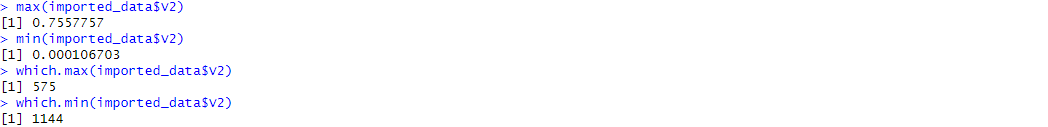 > max(imported_data$V2)
[1] 0.7557757
> min(imported_data$V2)
[1] 0.000106703
> which.max(imported_data$V2)
[1] 575
> which.min(imported_data$V2)
[1] 1144